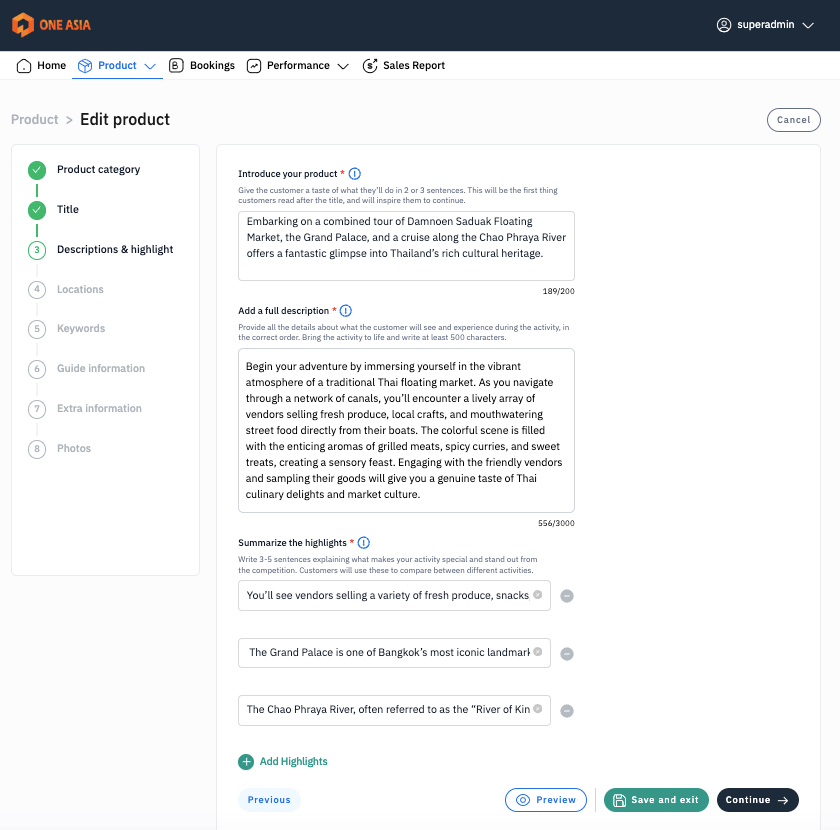 ONE ASIA
superadmin
Home
Product
Bookings
Performance
Sales Report
Product > Edit product
Cancel
Product category
Title
3 Descriptions & highlight
4 Locations
5 Keywords
6 Guide information
7 Extra information
8 Photos
Introduce your product *
Give the customer a taste of what they'll do in 2 or 3 sentences. This will be the first thing
customers read after the title, and will inspire them to continue.
Embarking on a combined tour of Damnoen Saduak Floating
Market, the Grand Palace, and a cruise along the Chao Phraya River
offers a fantastic glimpse into Thailand's rich cultural heritage.
189/200
Add a full description *
Provide all the details about what the customer will see and experience during the activity, in
the correct order. Bring the activity to life and write at least 500 characters.
Begin your adventure by immersing yourself in the vibrant
atmosphere of a traditional Thai floating market. As you navigate
through a network of canals, you'll encounter a lively array of
vendors selling fresh produce, local crafts, and mouthwatering
street food directly from their boats. The colorful scene is filled
with the enticing aromas of grilled meats, spicy curries, and sweet
treats, creating a sensory feast. Engaging with the friendly vendors
and sampling their goods will give you a genuine taste of Thai
culinary delights and market culture.
556/3000
Summarize the highlights *
Write 3-5 sentences explaining what makes your activity special and stand out from
the competition. Customers will use these to compare between different activities.
You'll see vendors selling a variety of fresh produce, snacks,
The Grand Palace is one of Bangkok's most iconic landmark
The Chao Phraya River, often referred to as the “River of Kin
Add Highlights
Previous
Preview
Save and exit
Continue